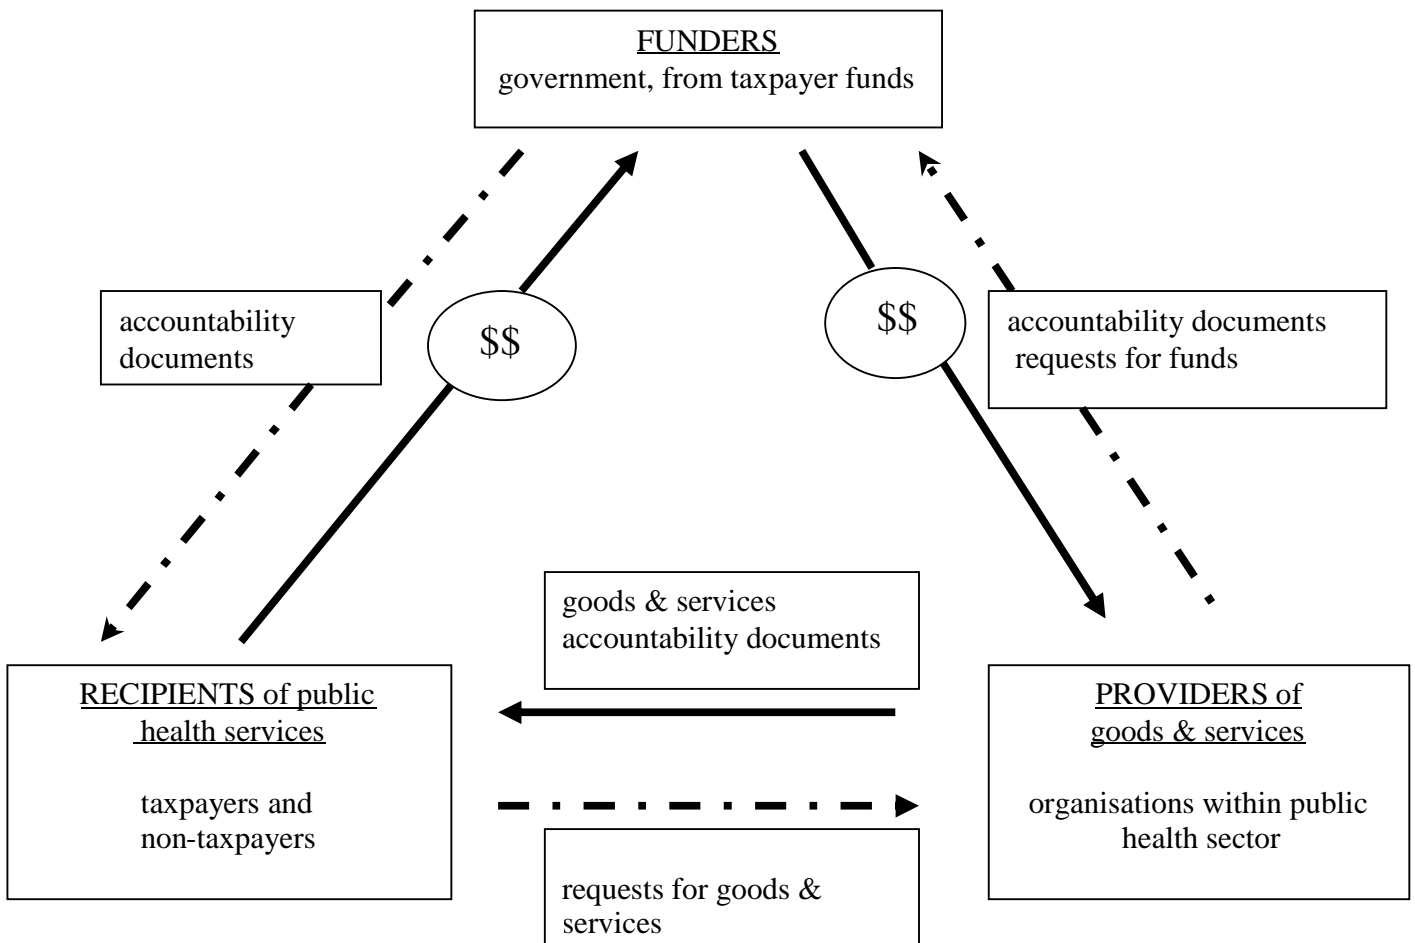 FUNDERS
government, from taxpayer funds
accountability
documents
$$
$$
accountability documents
requests for funds
goods & services
accountability documents
RECIPIENTS of public
health services
taxpayers and
non-taxpayers
PROVIDERS of
goods & services
organisations within public
health sector
requests for goods &
services